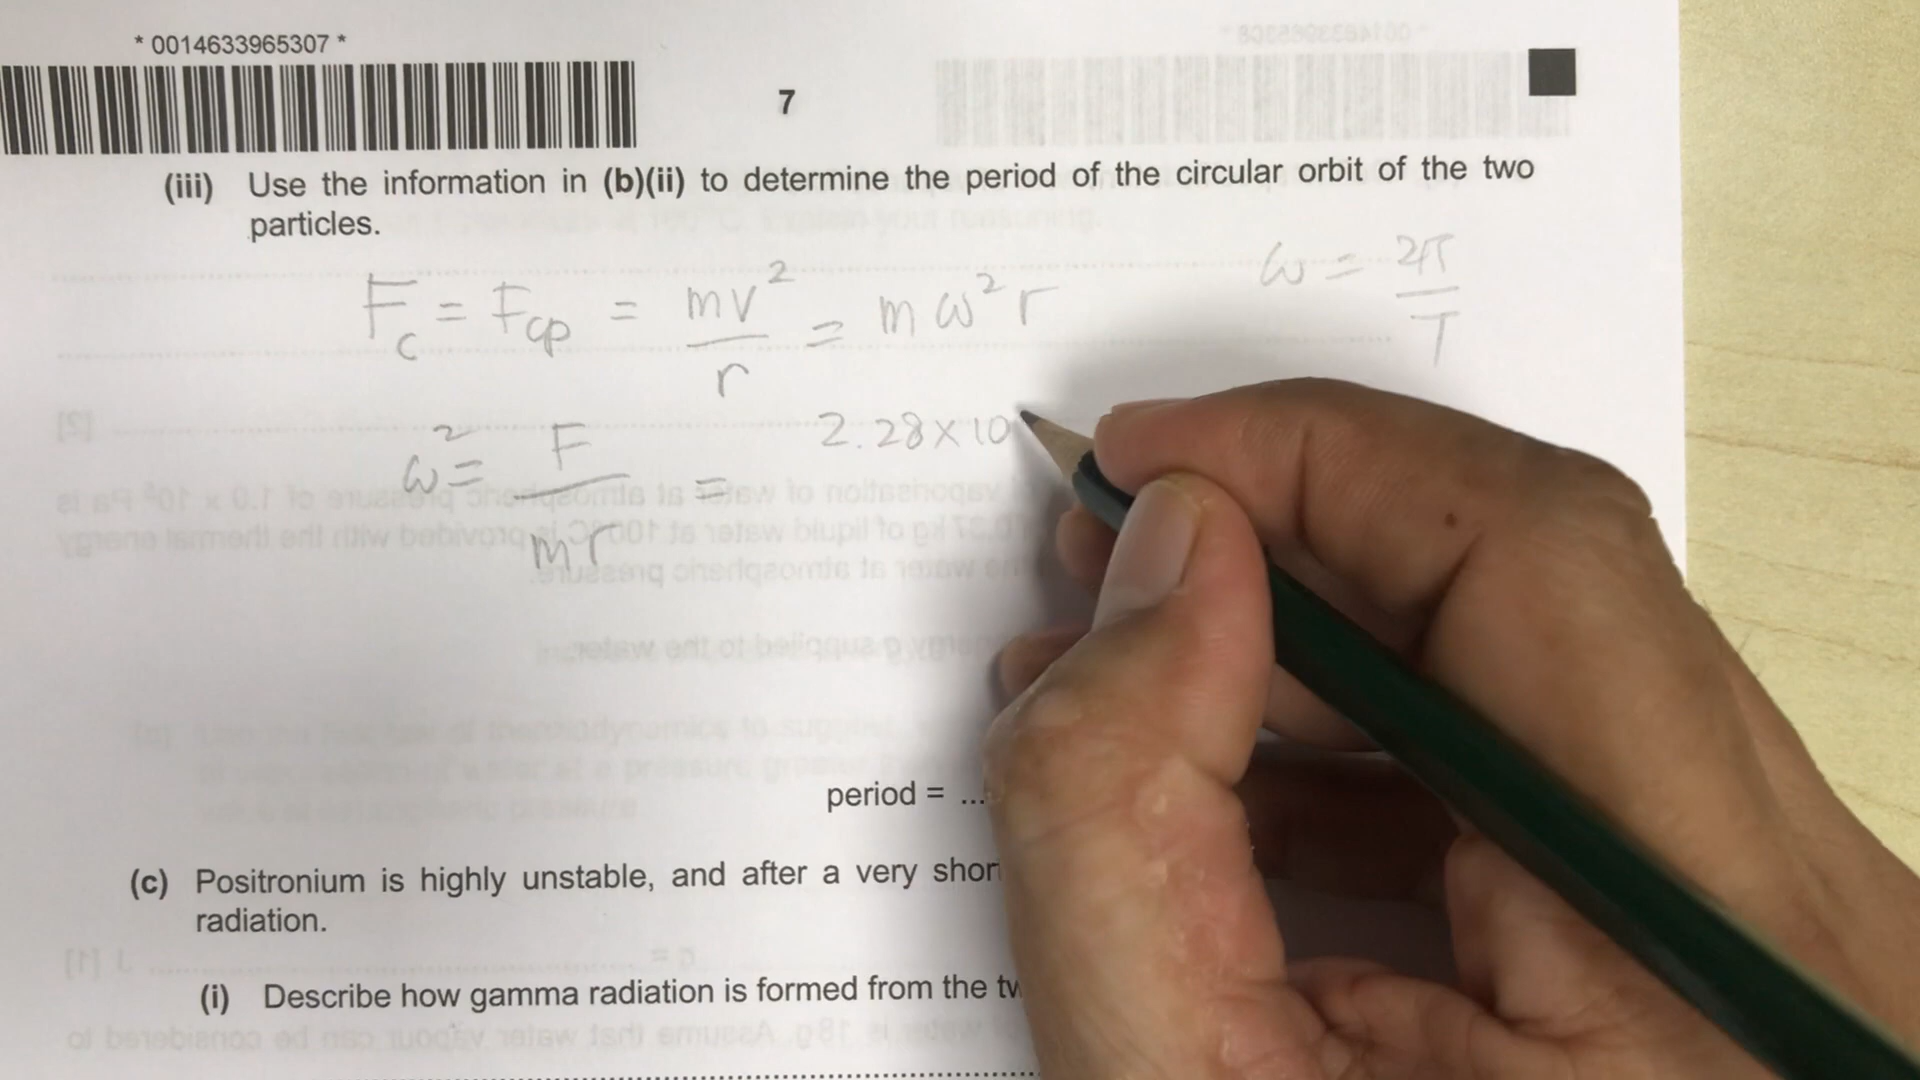 * 0014633965307 *
7
(iii) Use the information in (b)(ii) to determine the period of the circular orbit of the two
particles.
F_c = F_cp = mv²/r = mω²r
ω = 2π/T
ω² = F/mr = 2.28×10
period = ...
(c) Positronium is highly unstable, and after a very shor
radiation.
(i) Describe how gamma radiation is formed from the tw